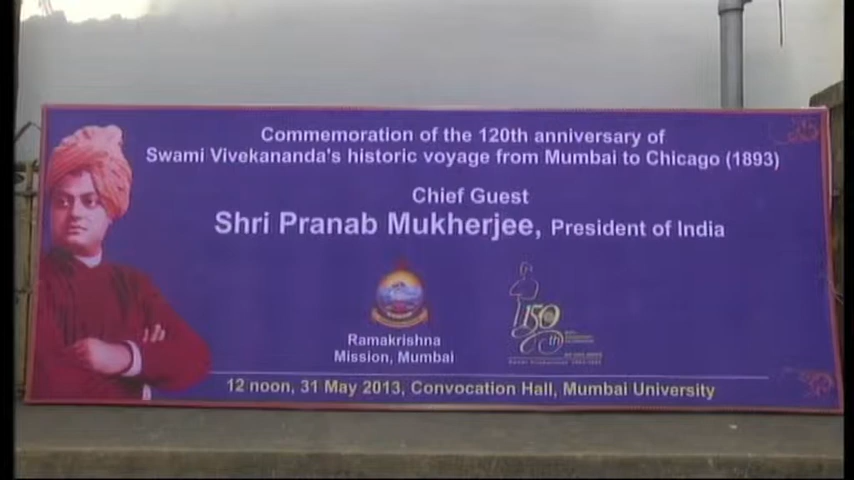 Commemoration of the 120th anniversary of
Swami Vivekananda's historic voyage from Mumbai to Chicago (1893)
Chief Guest
Shri Pranab Mukherjee, President of India
150
th
Ramakrishna
Mission, Mumbai
12 noon, 31 May 2013, Convocation Hall, Mumbai University